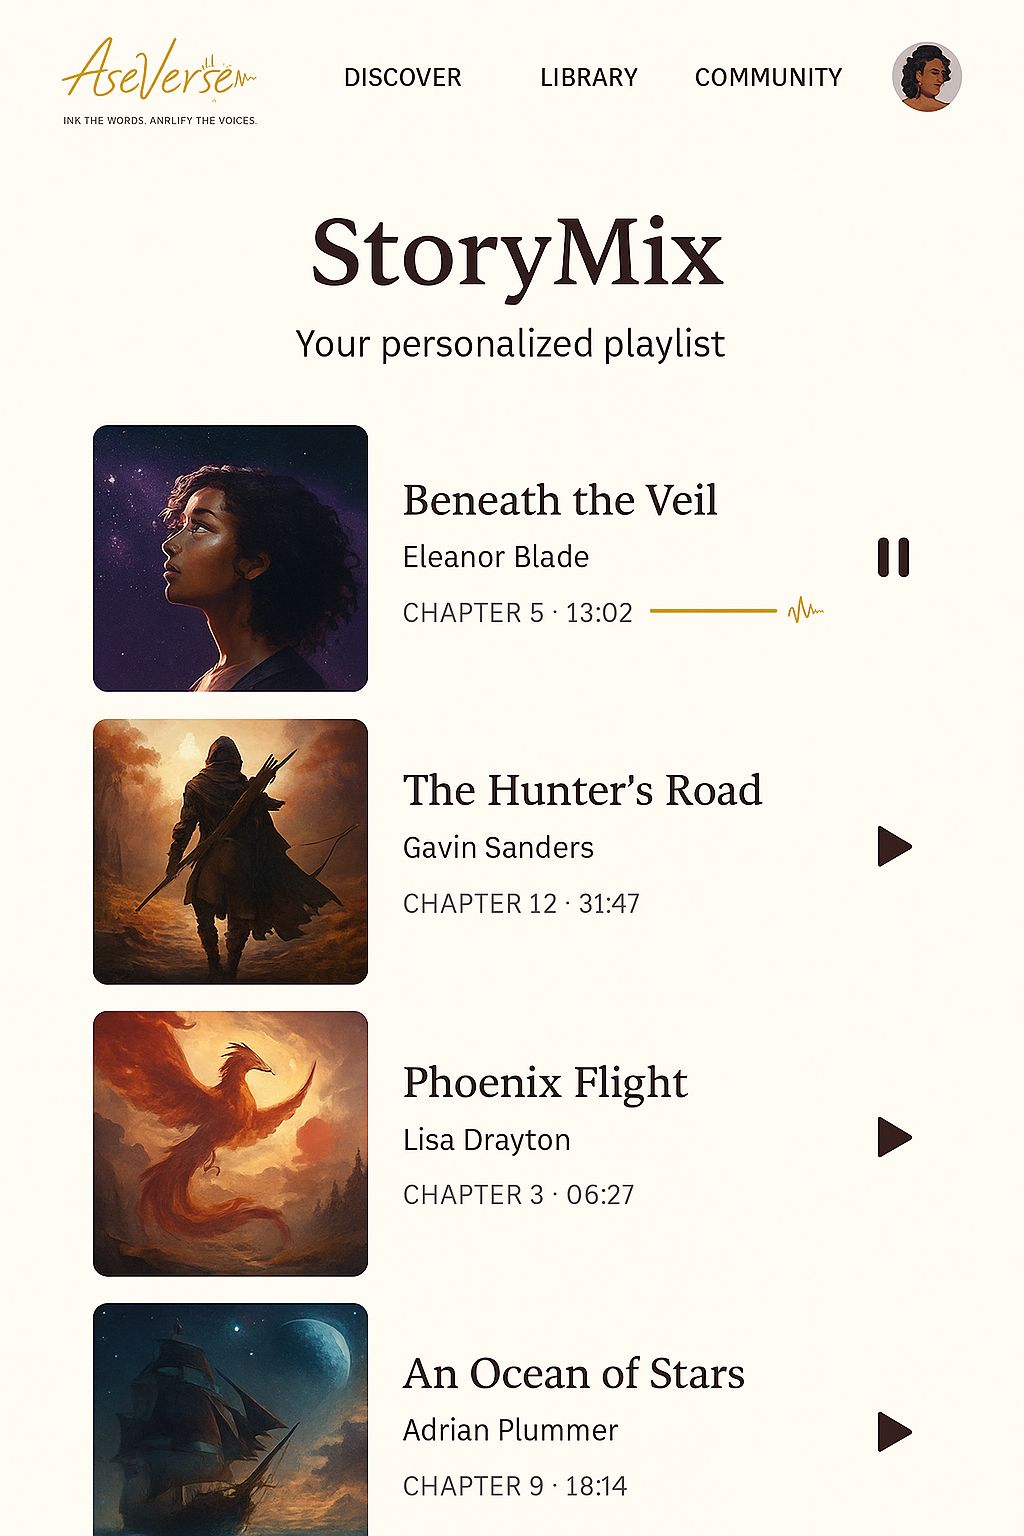 AseVerse
INK THE WORDS. ANRLIFY THE VOICES.
DISCOVER
LIBRARY
COMMUNITY
StoryMix
Your personalized playlist
Beneath the Veil
Eleanor Blade
CHAPTER 5 · 13:02
The Hunter's Road
Gavin Sanders
CHAPTER 12 · 31:47
Phoenix Flight
Lisa Drayton
CHAPTER 3 · 06:27
An Ocean of Stars
Adrian Plummer
CHAPTER 9 · 18:14